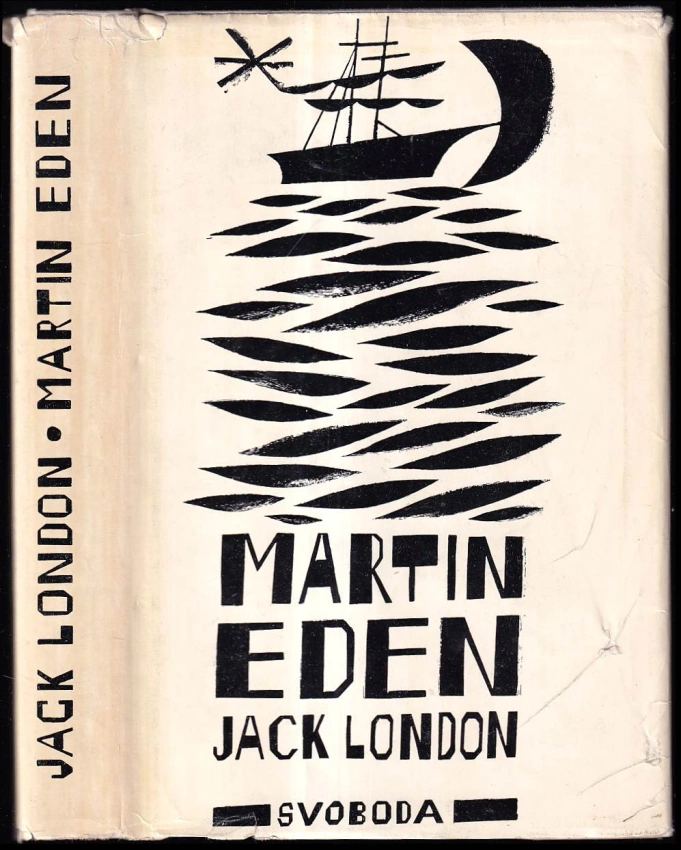 JACK LONDON • MARTIN EDEN
MARTIN
EDEN
JACK LONDON
SVOBODA